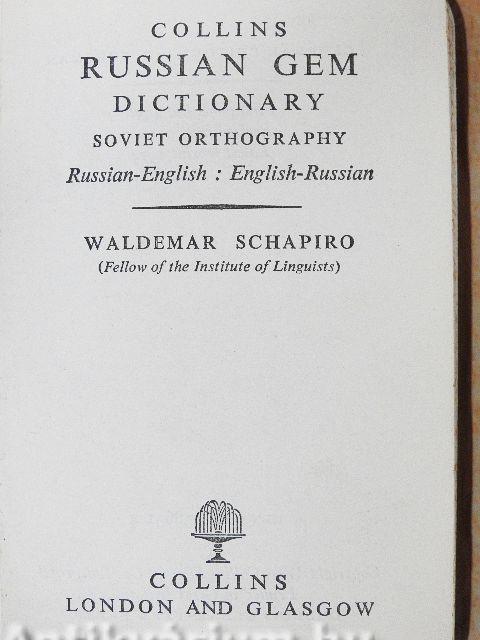 COLLINS
RUSSIAN GEM
DICTIONARY
SOVIET ORTHOGRAPHY
Russian-English : English-Russian
WALDEMAR SCHAPIRO
(Fellow of the Institute of Linguists)
COLLINS
LONDON AND GLASGOW